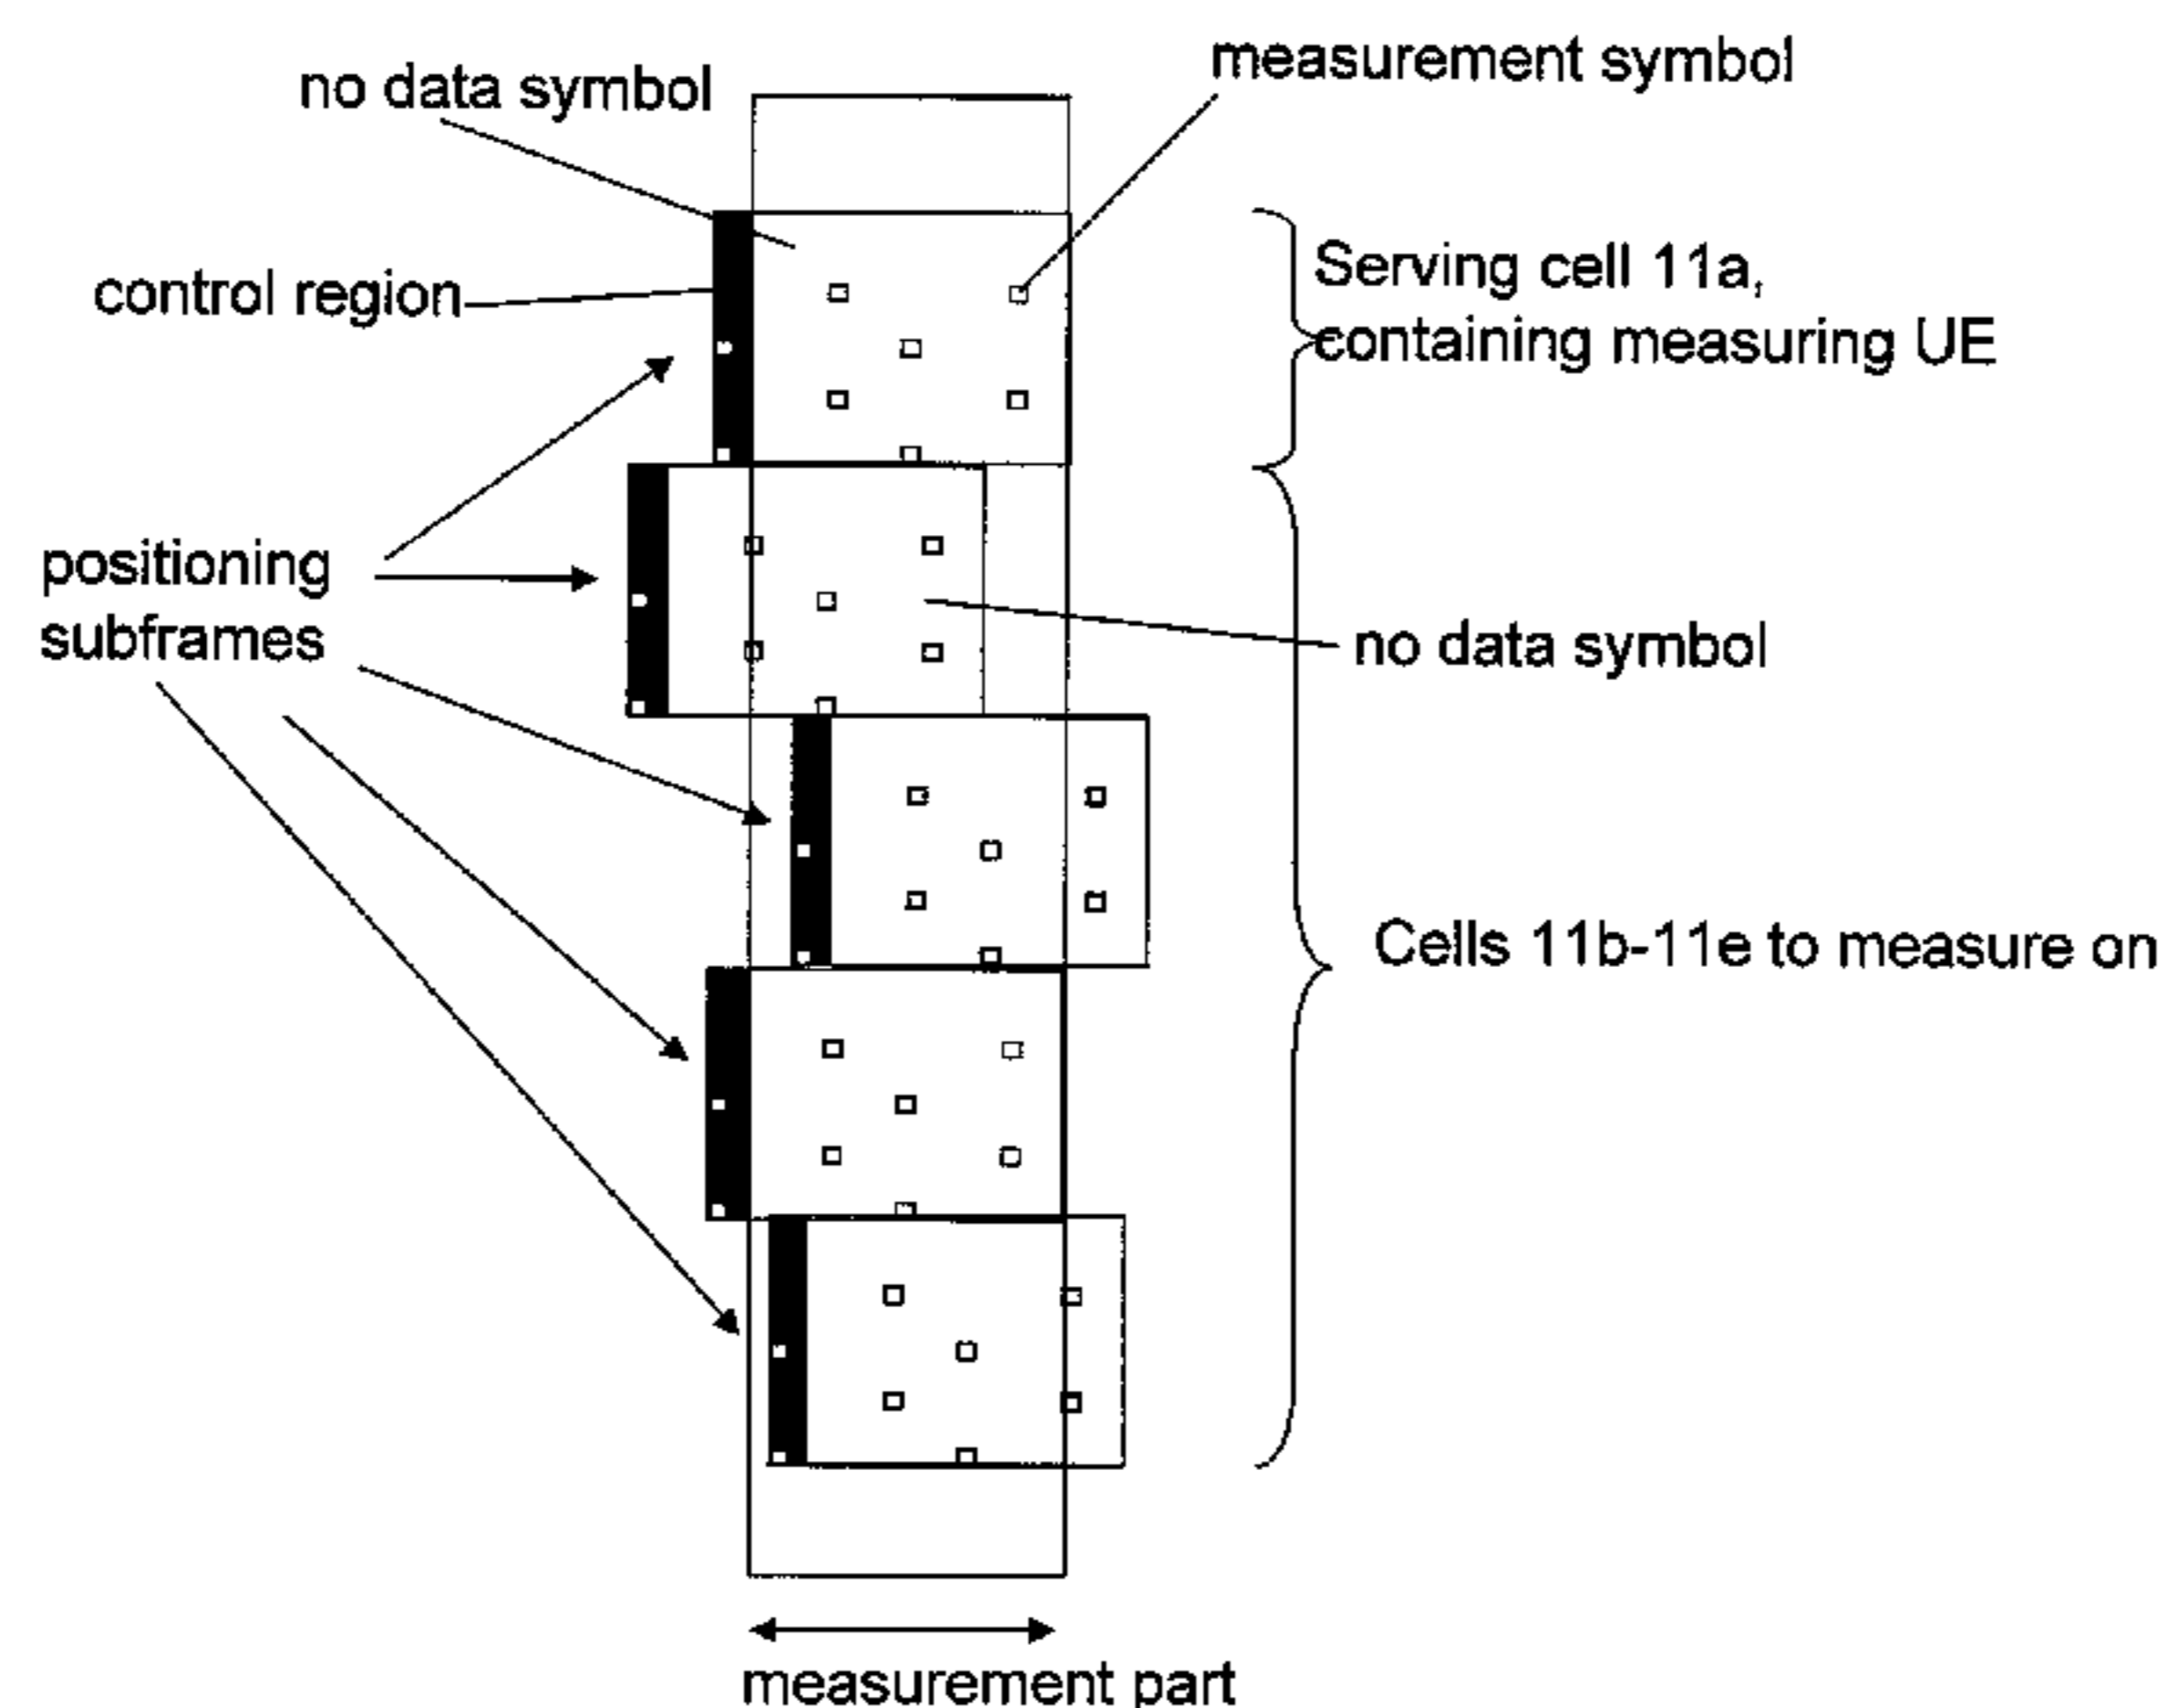 measurement symbol
no data symbol
control region
Serving cell 11a,
containing measuring UE
positioning
subframes
no data symbol
Cells 11b-11e to measure on
measurement part